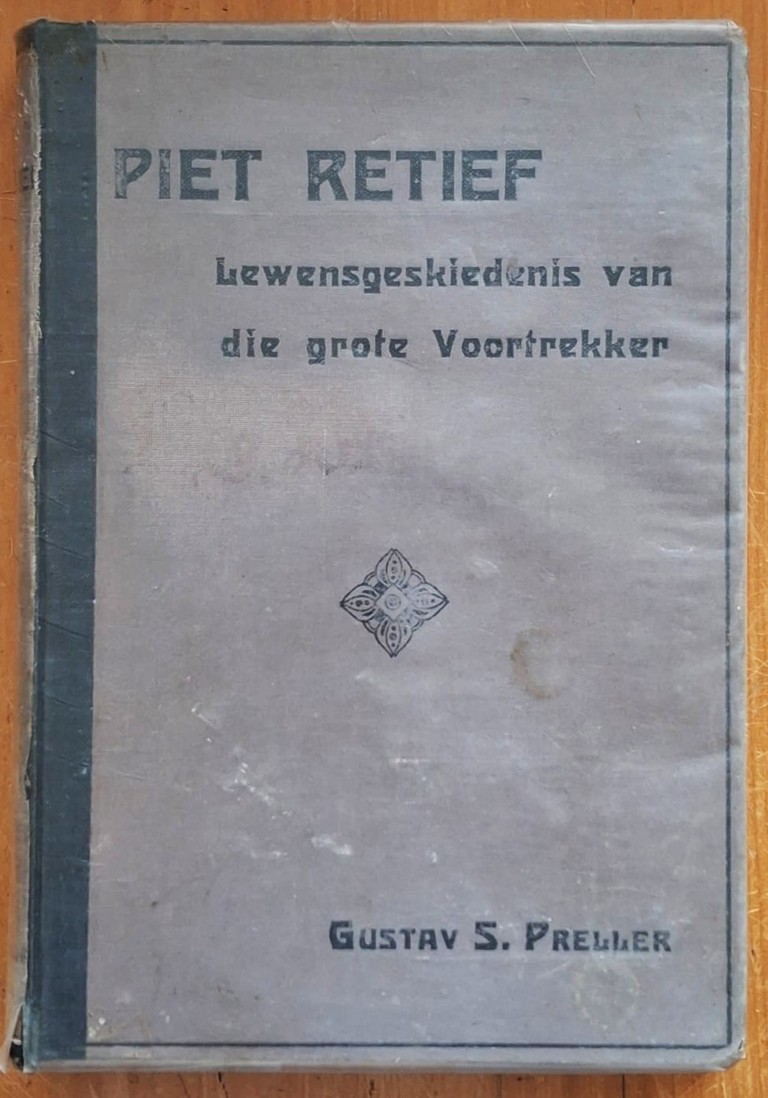 PIET RETIEF
Lewensgeskiedenis van
die grote Voortrekker
GUSTAV S. PRELLER